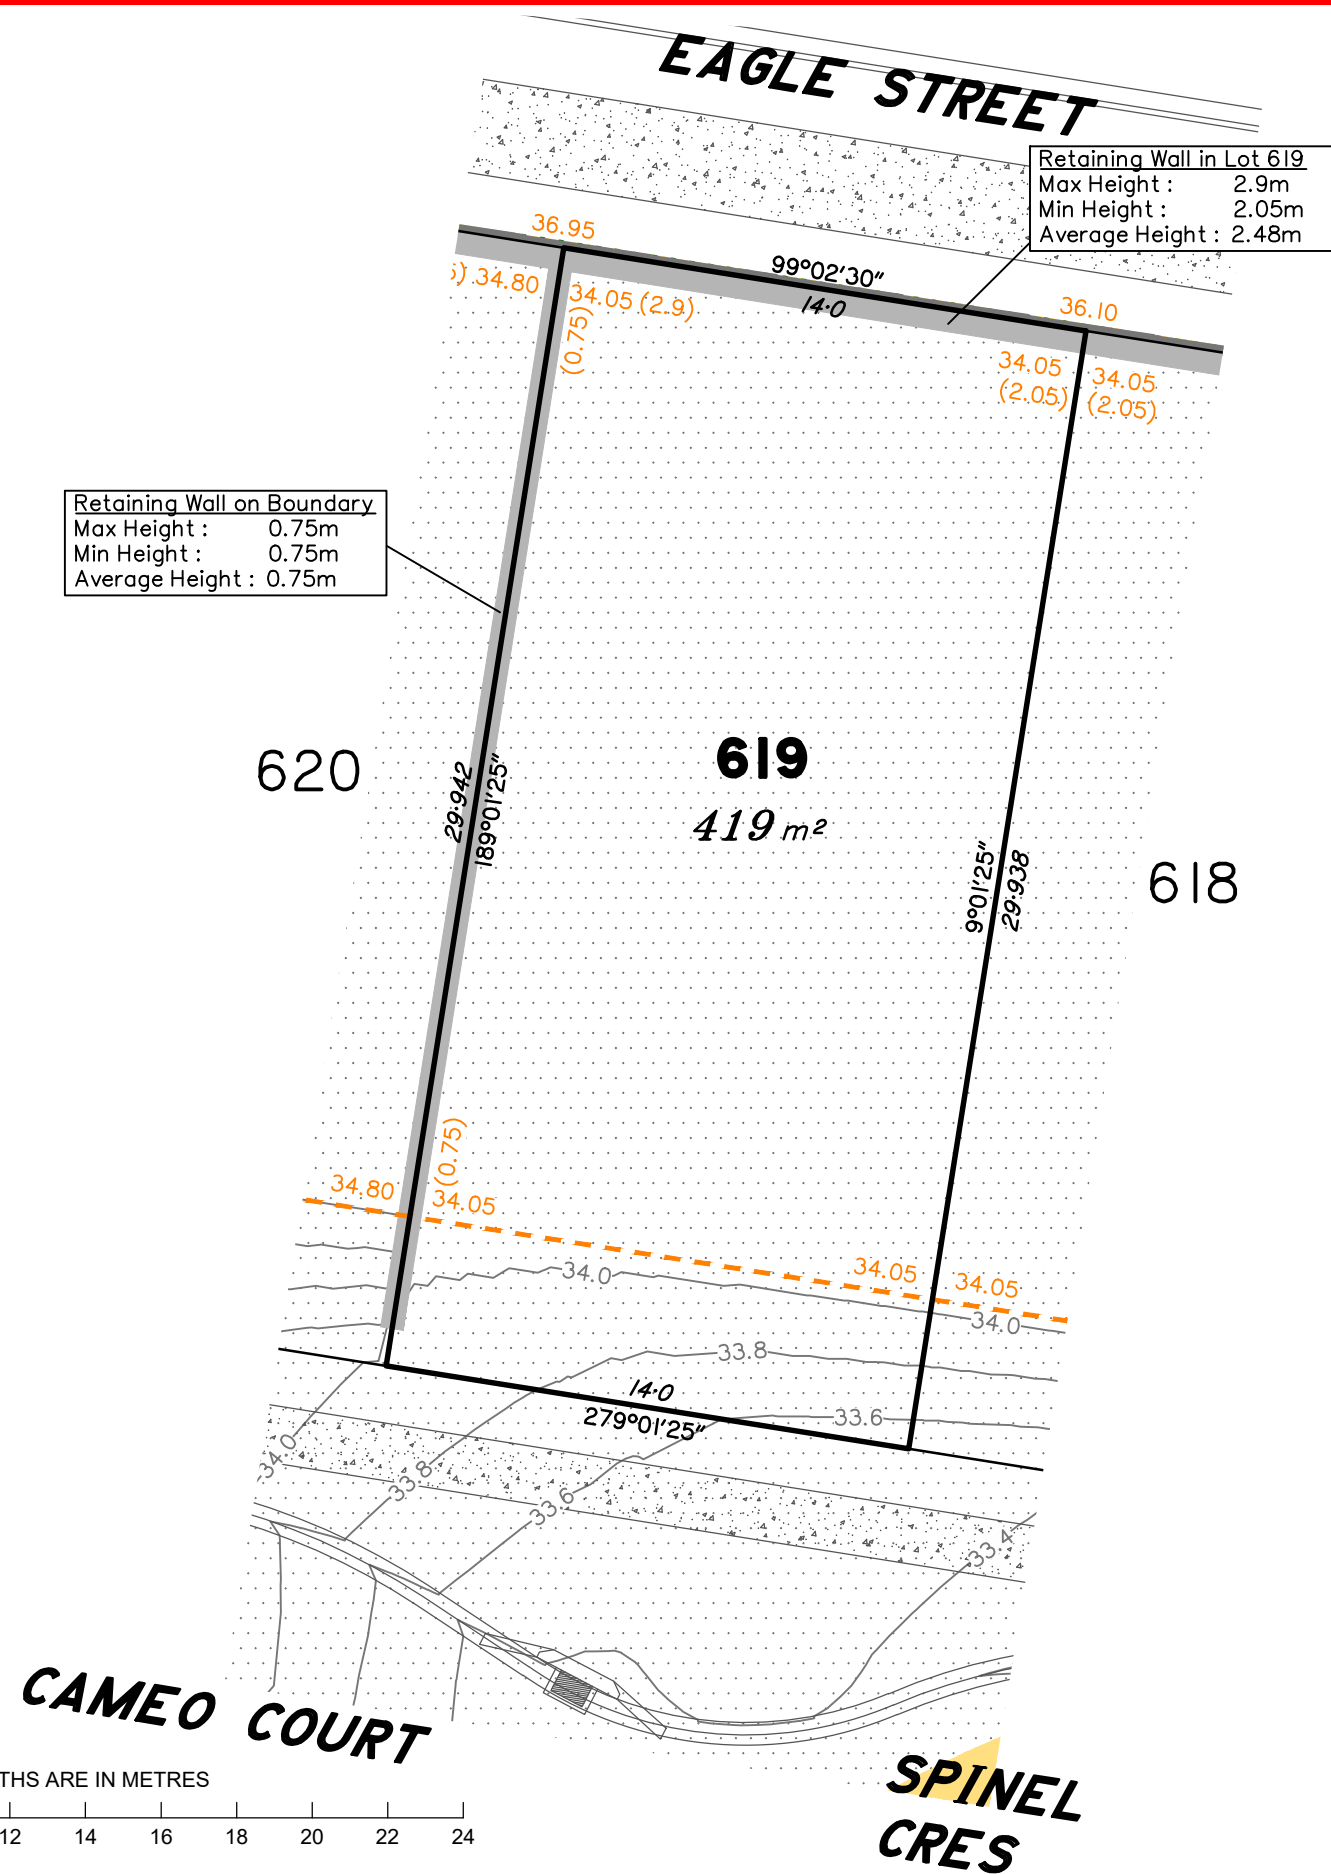 EAGLE STREET
Retaining Wall in Lot 619
Max Height : 2.9m
Min Height : 2.05m
Average Height : 2.48m
36.95
99°02'30"
14·0
36.10
5) 34.80
34.05 (2.9)
(0.75)
34.05
(2.05)
34.05
(2.05)
Retaining Wall on Boundary
Max Height : 0.75m
Min Height : 0.75m
Average Height : 0.75m
620
29·942
189°01'25"
619
419 m²
9°01'25"
29·938
618
(0.75)
34.80
34.05
34.05
34.05
34.0
34.0
33.8
14·0
279°01'25"
33.6
34.0
33.8
33.6
33.4
CAMEO COURT
SPINEL
CRES
THS ARE IN METRES
12 14 16 18 20 22 24